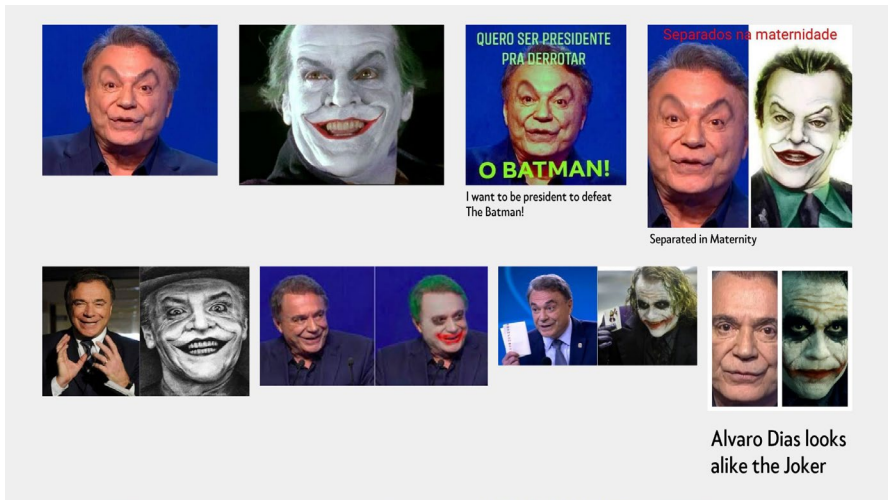 QUERO SER PRESIDENTE
PRA DERROTAR
O BATMAN!
I want to be president to defeat
The Batman!
Separados na maternidade
Separated in Maternity
Alvaro Dias looks
alike the Joker